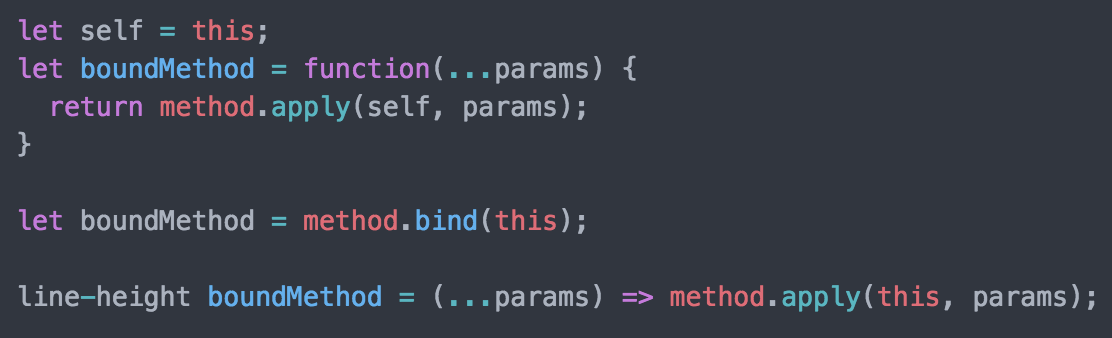 let self = this;
let boundMethod = function(...params) {
  return method.apply(self, params);
}
let boundMethod = method.bind(this);
line-height boundMethod = (...params) => method.apply(this, params);